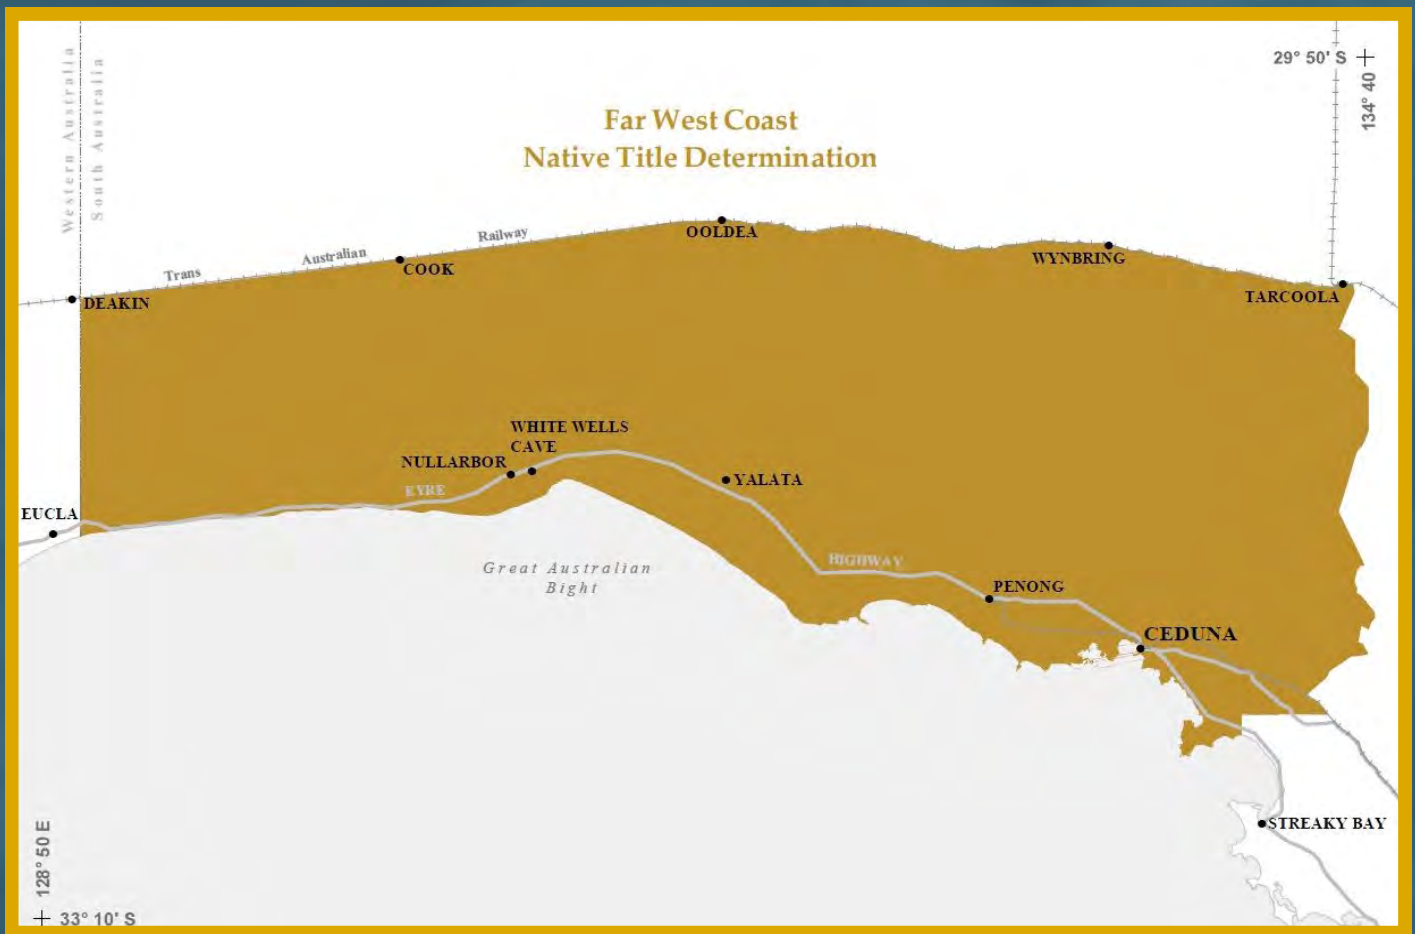 Western Australia
South Australia
29° 50' S
134° 40
Far West Coast
Native Title Determination
OOLDEA
Trans Australian Railway
COOK
WYNBRING
DEAKIN
TARCOOLA
WHITE WELLS
CAVE
NULLARBOR
YALATA
EYRE
EUCLA
HIGHWAY
Great Australian
Bight
PENONG
CEDUNA
STREAKY BAY
128° 50 E
33° 10' S